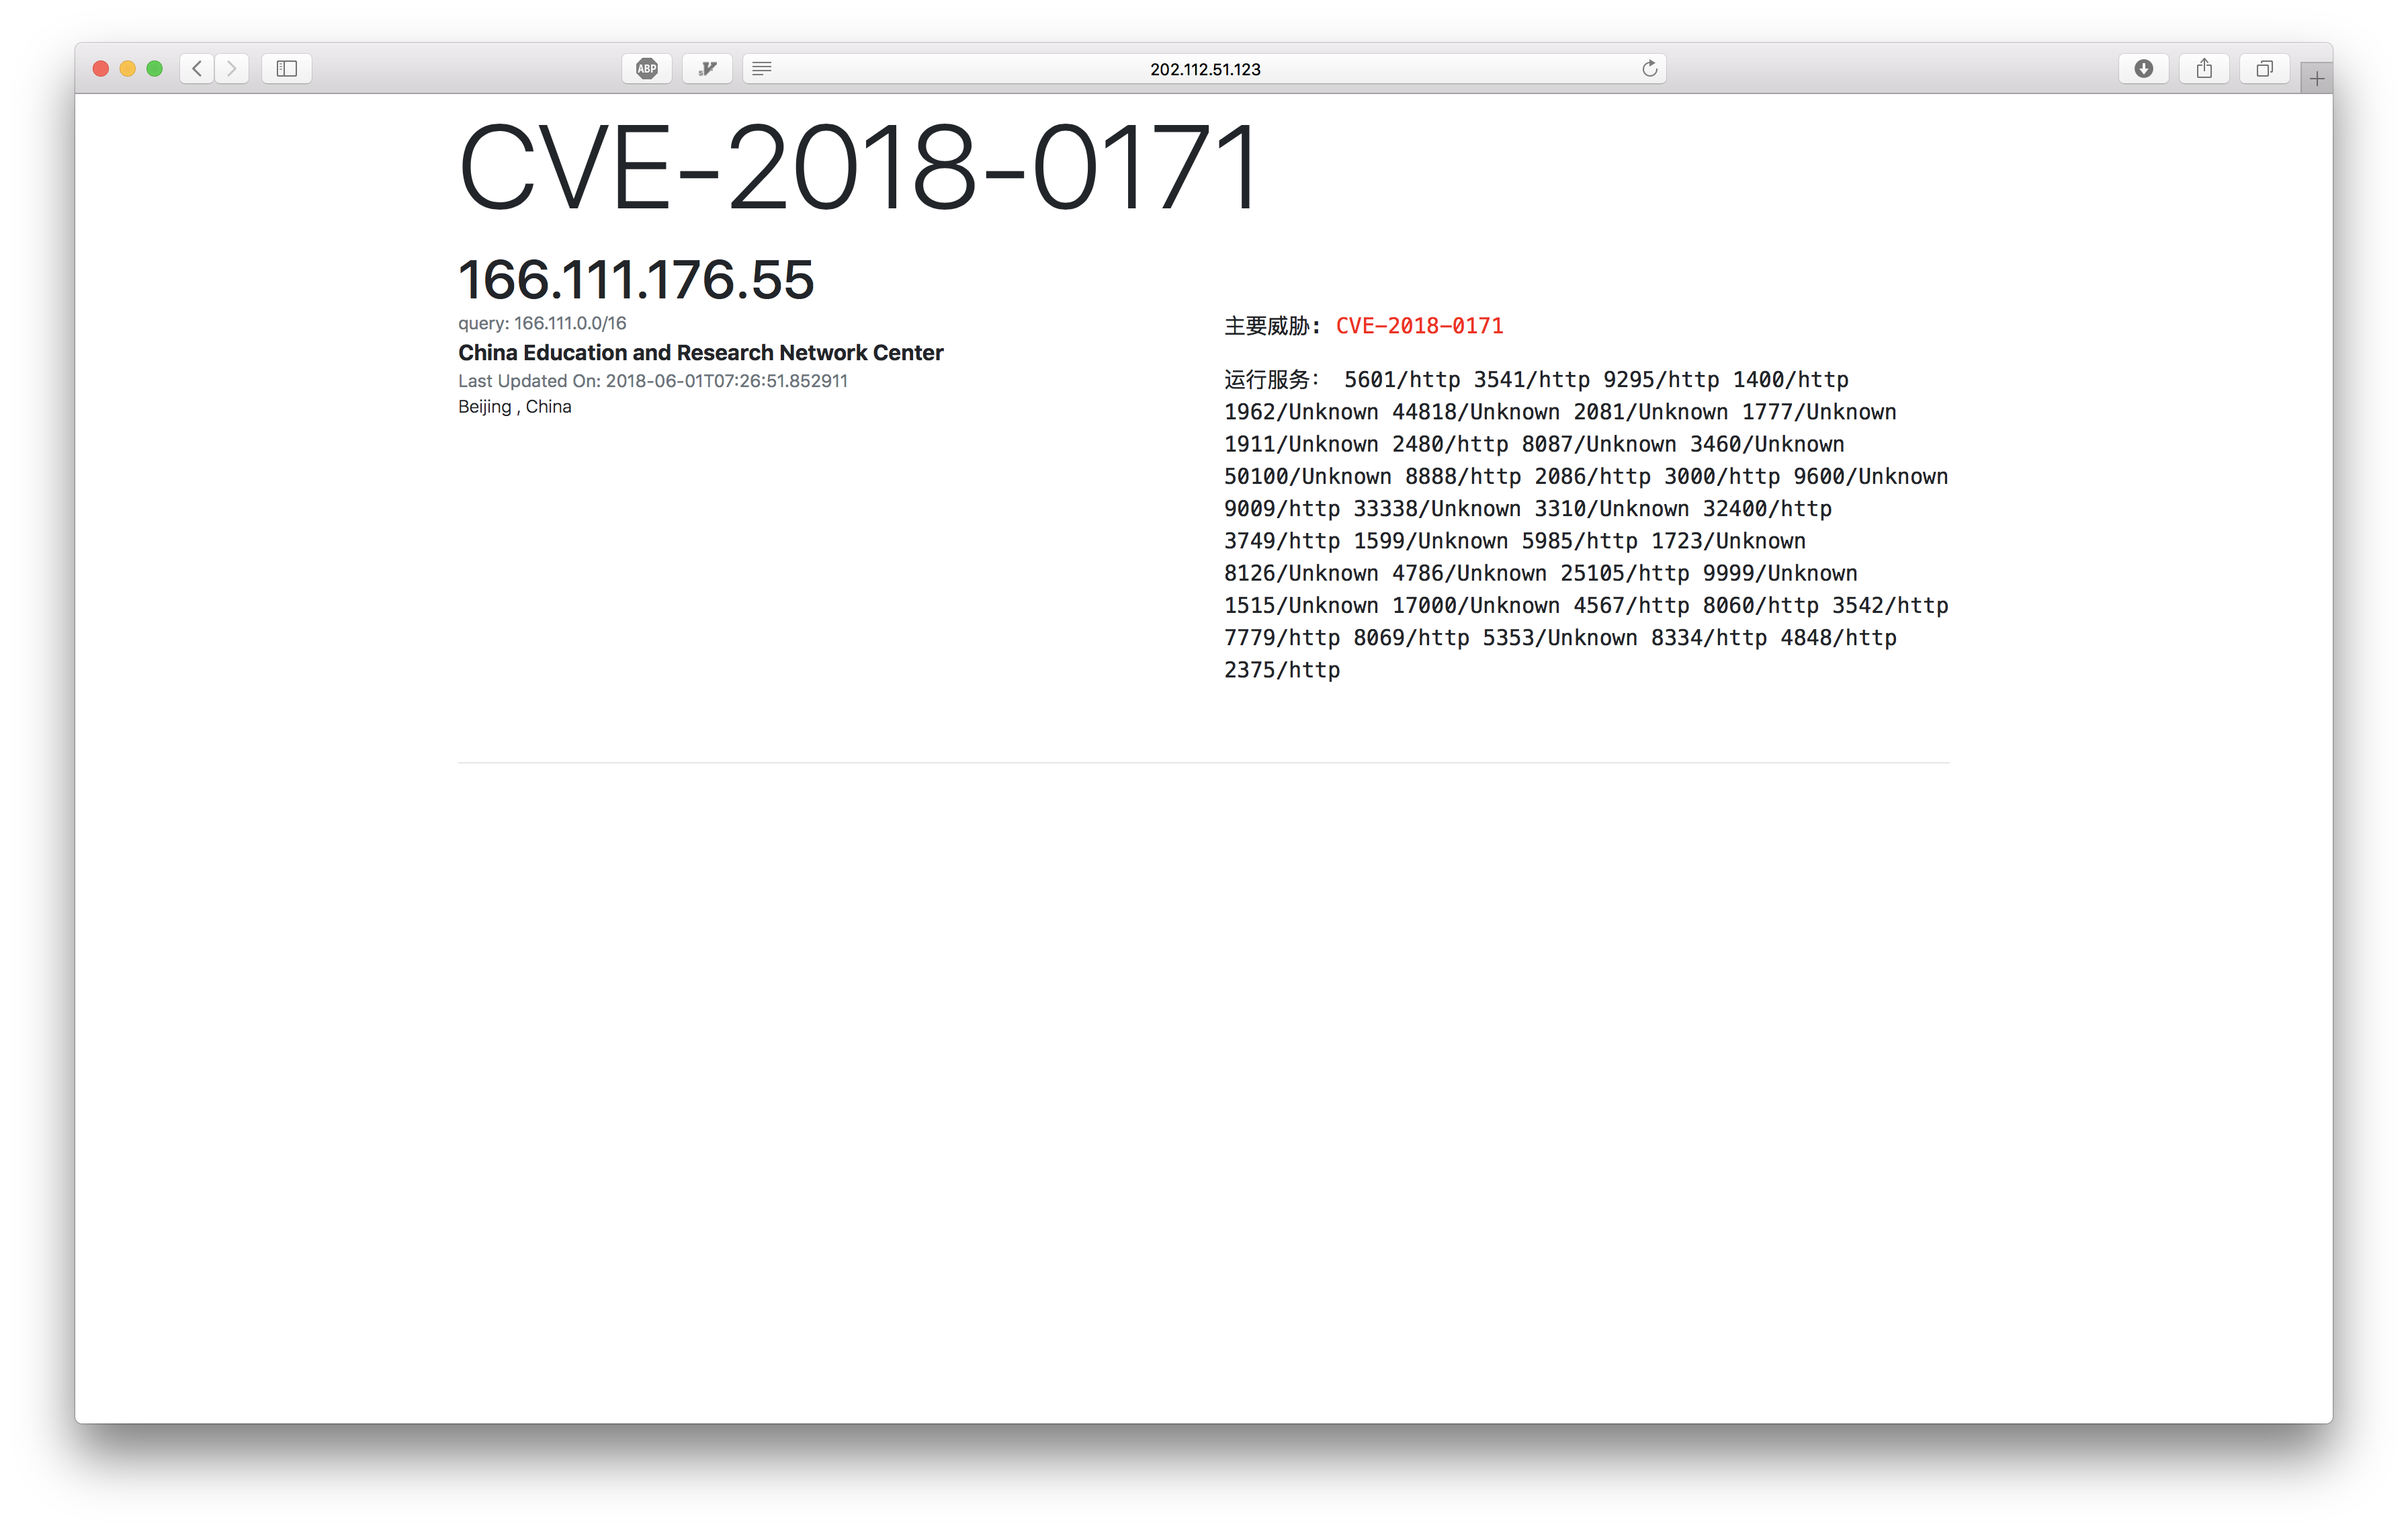 ABP
202.112.51.123
CVE-2018-0171
166.111.176.55
query: 166.111.0.0/16
China Education and Research Network Center
Last Updated On: 2018-06-01T07:26:51.852911
Beijing , China
主要威胁: CVE-2018-0171
运行服务: 5601/http 3541/http 9295/http 1400/http
1962/Unknown 44818/Unknown 2081/Unknown 1777/Unknown
1911/Unknown 2480/http 8087/Unknown 3460/Unknown
50100/Unknown 8888/http 2086/http 3000/http 9600/Unknown
9009/http 33338/Unknown 3310/Unknown 32400/http
3749/http 1599/Unknown 5985/http 1723/Unknown
8126/Unknown 4786/Unknown 25105/http 9999/Unknown
1515/Unknown 17000/Unknown 4567/http 8060/http 3542/http
7779/http 8069/http 5353/Unknown 8334/http 4848/http
2375/http